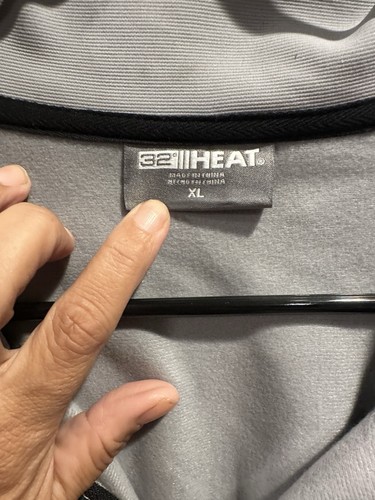 32° HEAT®
MADE IN CHINA
HECHO EN CHINA
XL